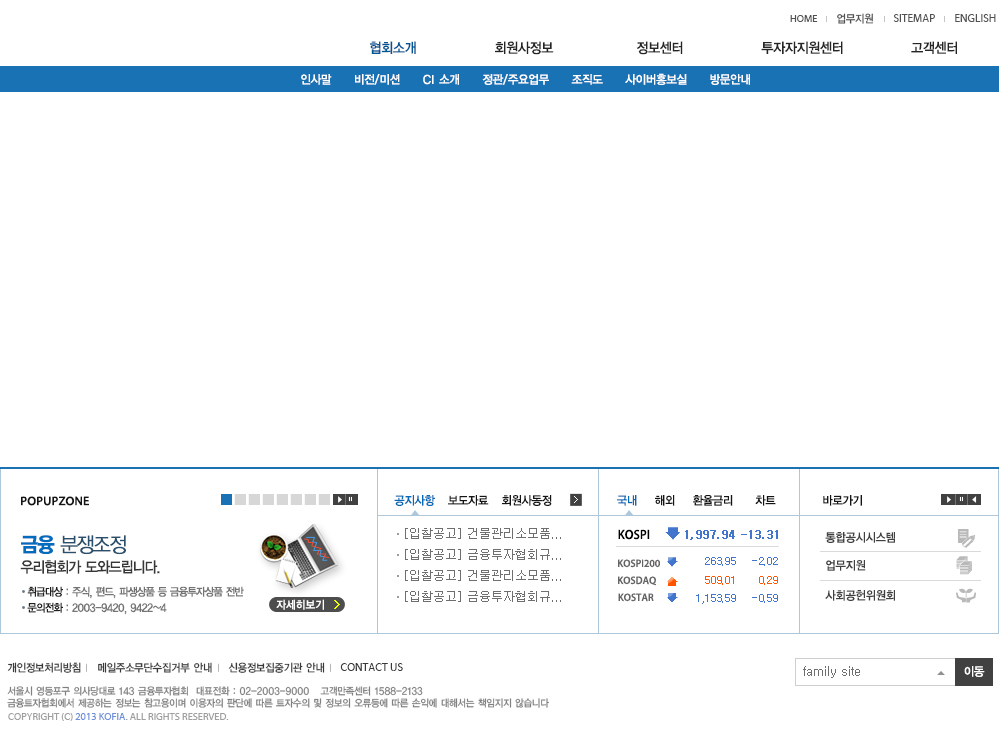 HOME 업무지원 SITEMAP ENGLISH
협회소개 회원사정보 정보센터 투자자지원센터 고객센터
인사말 비전/미션 CI 소개 정관/주요업무 조직도 사이버홍보실 방문안내
POPUPZONE
금융 분쟁조정
우리협회가 도와드립니다.
• 취급대상 : 주식, 펀드, 파생상품 등 금융투자상품 전반
• 문의전화 : 2003-9420, 9422~4
자세히보기
공지사항 보도자료 회원사동정
· [입찰공고] 건물관리소모품...
· [입찰공고] 금융투자협회규...
· [입찰공고] 건물관리소모품...
· [입찰공고] 금융투자협회규...
국내 해외 환율금리 차트
KOSPI 1,997.94 -13.31
KOSPI200 263,95 -2,02
KOSDAQ 509,01 0,29
KOSTAR 1,153,59 -0,59
바로가기
통합공시시스템
업무지원
사회공헌위원회
개인정보처리방침 메일주소무단수집거부 안내 신용정보집중기관 안내 CONTACT US
family site 이동
서울시 영등포구 의사당대로 143 금융투자협회 대표전화 : 02-2003-9000 고객만족센터 1588-2133
금융투자협회에서 제공하는 정보는 참고용이며 이용자의 판단에 따른 투자수의 및 정보의 오류등에 따른 손익에 대해서는 책임지지 않습니다
COPYRIGHT (C) 2013 KOFIA. ALL RIGHTS RESERVED.